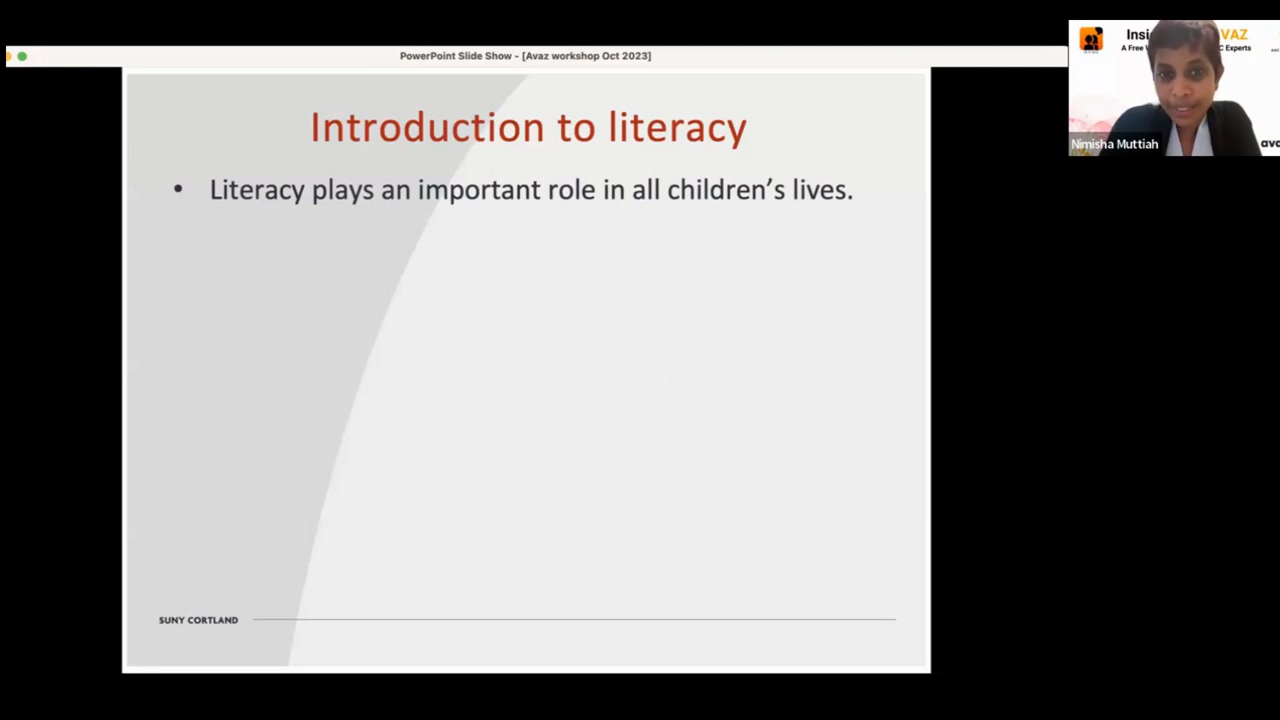 PowerPoint Slide Show - [Avaz workshop Oct 2023]
Introduction to literacy
• Literacy plays an important role in all children's lives.
SUNY CORTLAND
VAZ
A Free
C Experts
Nimisha Muttiah